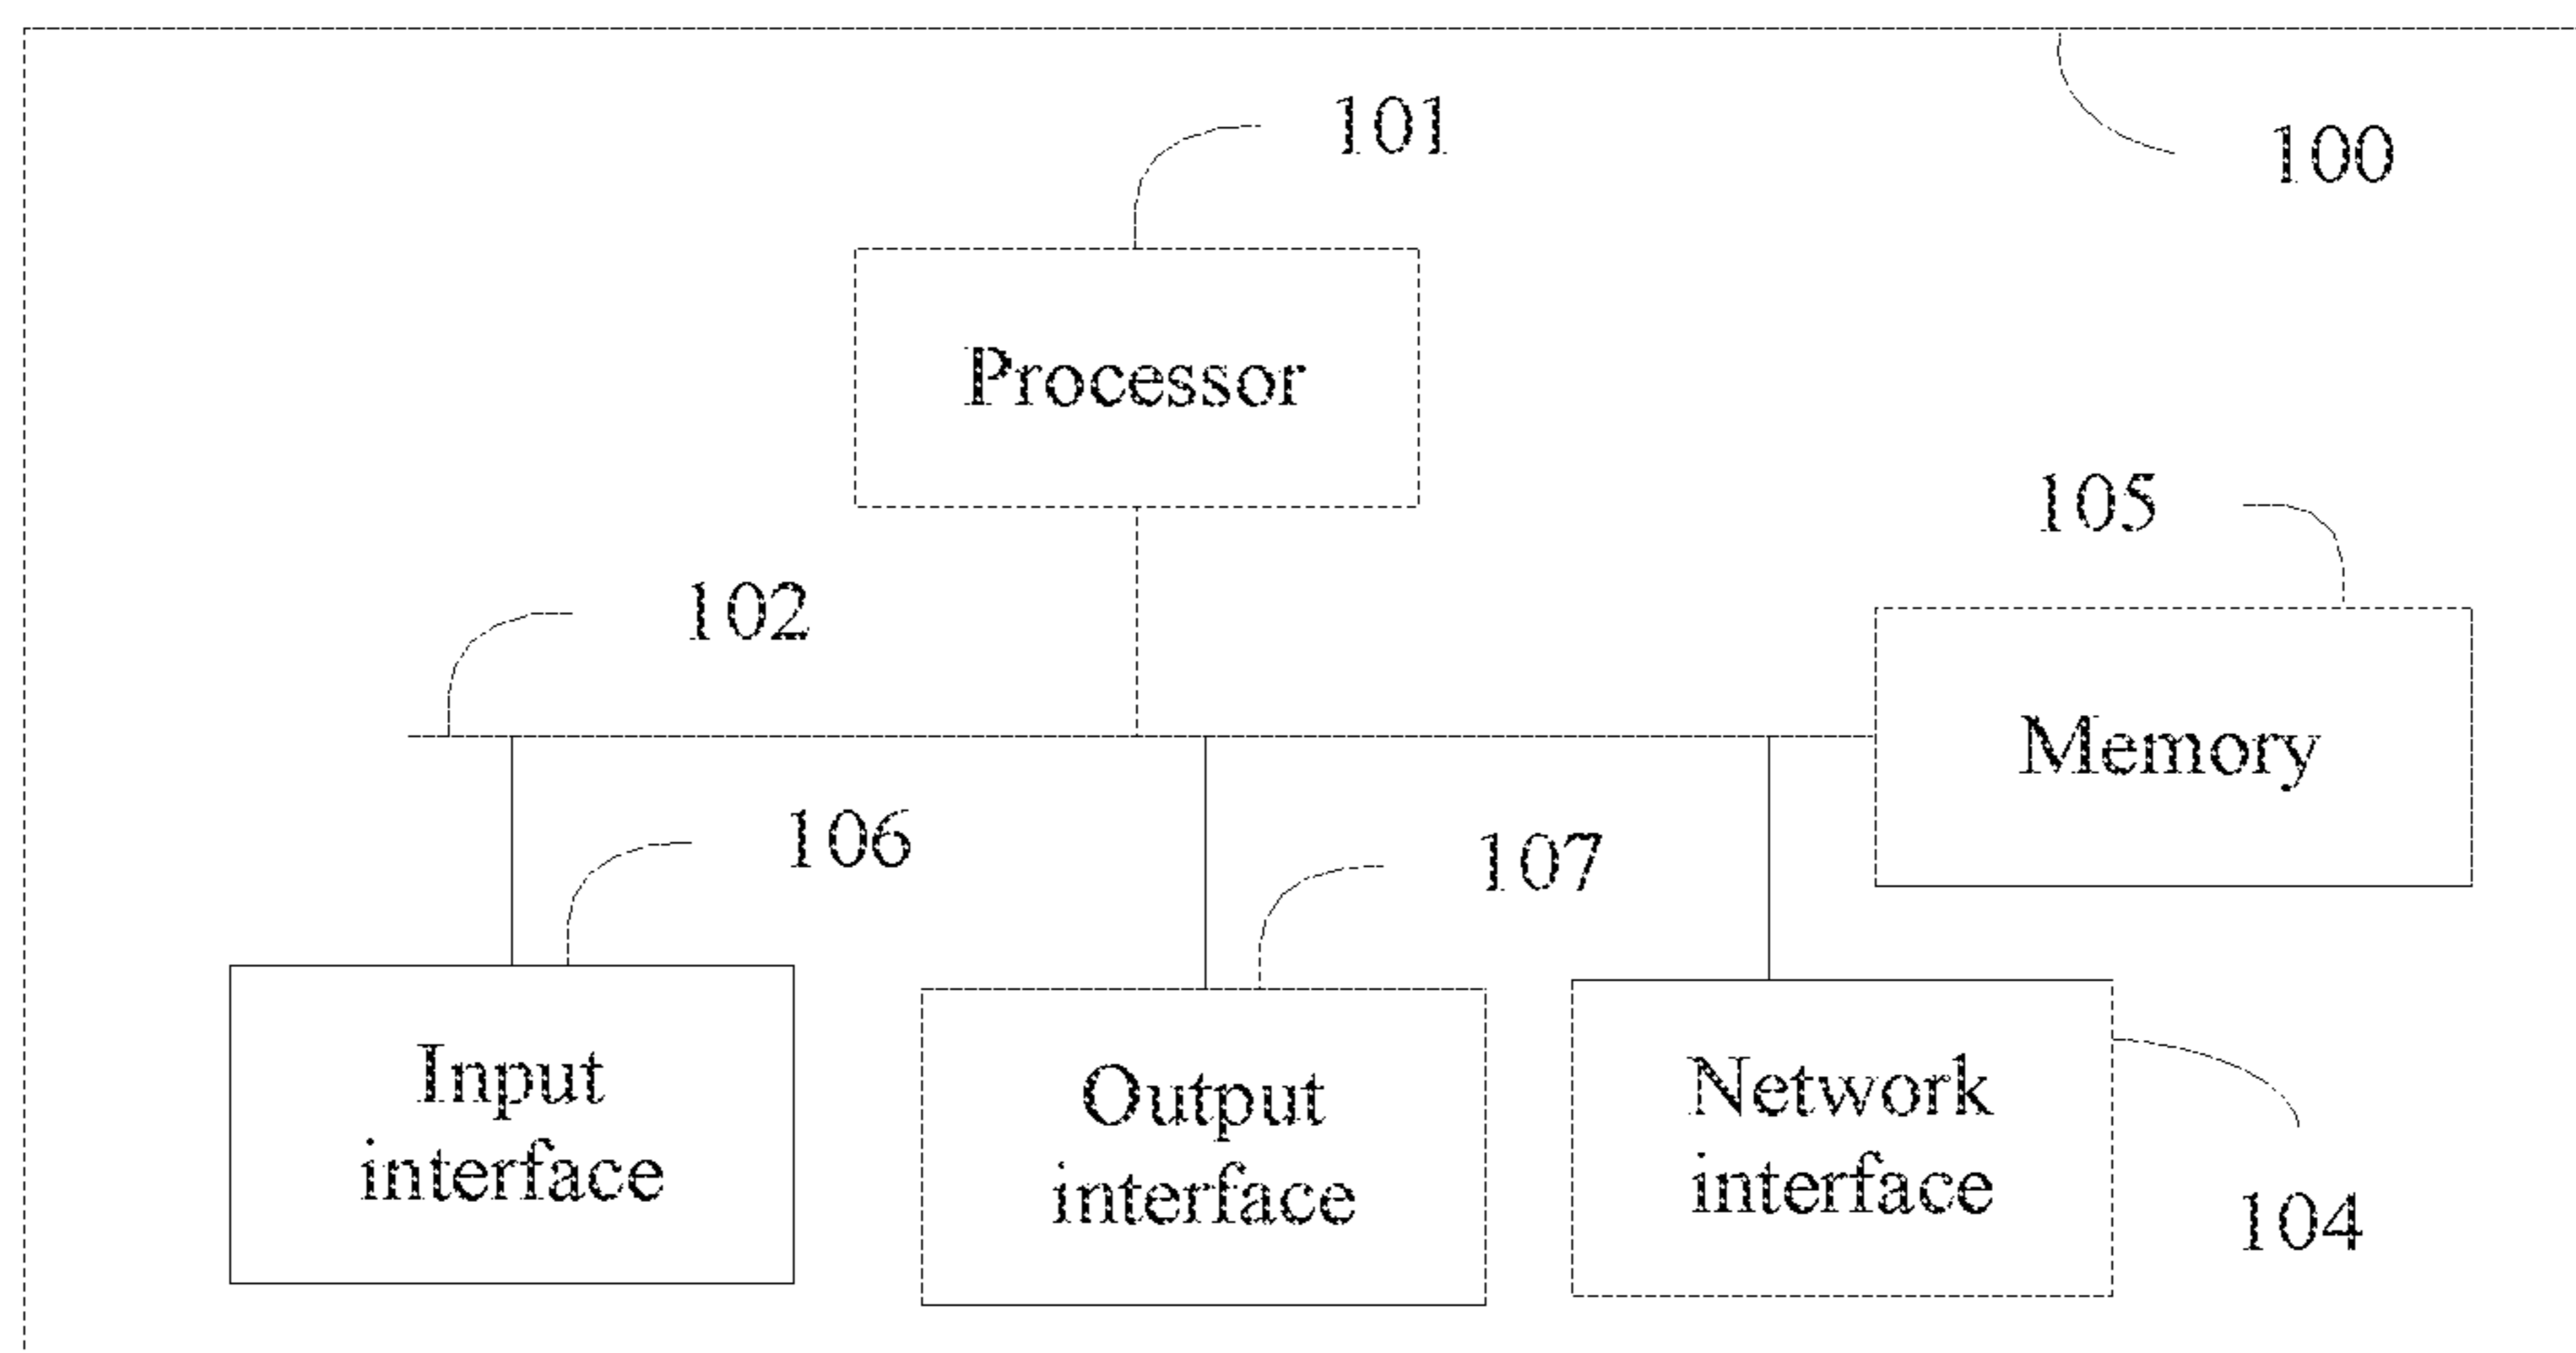 101
100
Processor
105
102
Memory
106
107
Input
interface
Output
interface
Network
interface
104